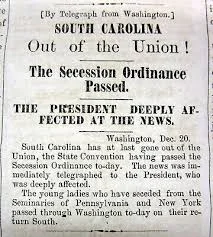 [By Telegraph from Washington.]
SOUTH CAROLINA
Out of the Union!
The Secession Ordinance
Passed.
THE PRESIDENT DEEPLY AF-
FECTED AT THE NEWS.
Washington, Dec. 20.
South Carolina has at last gone out of the
Union, the State Convention having passed the
Secession Ordinance to-day. The news was im-
mediately telegraphed to the President, who
was deeply affected.
The young ladies who have seceded from the
Seminaries of Pennsylvania and New York
passed through Washington to-day on their re-
turn South.